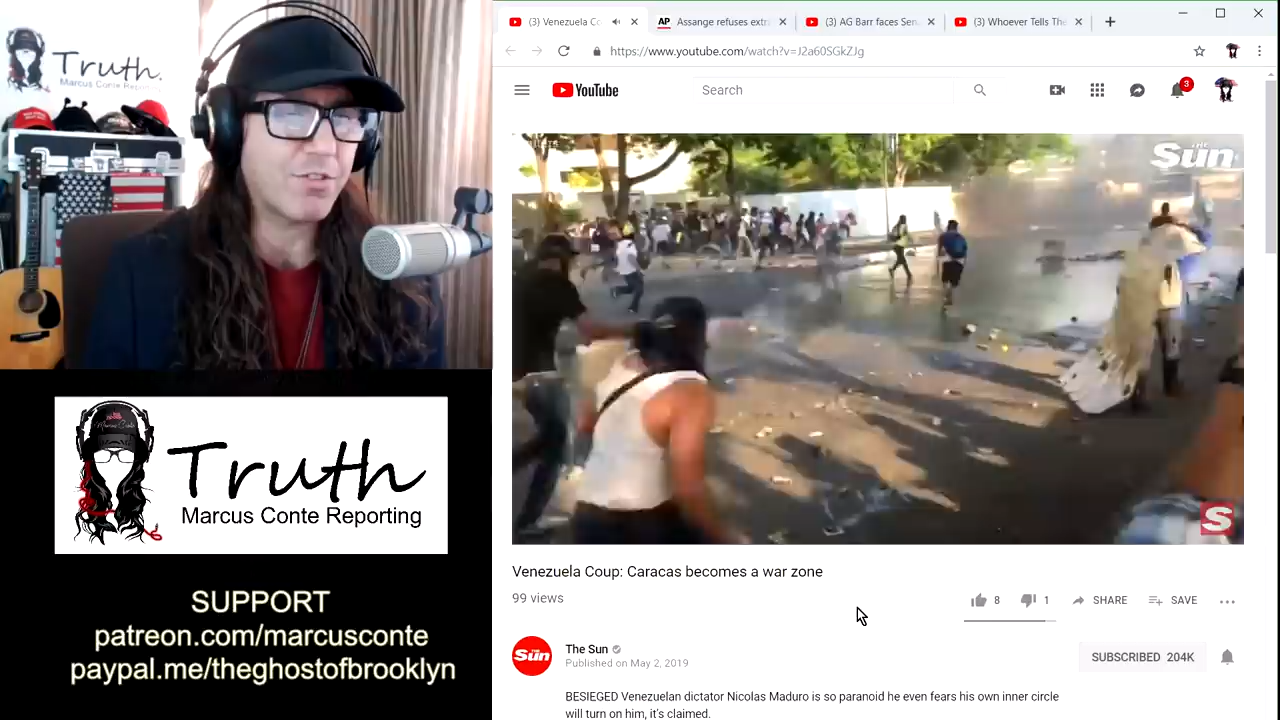 Truth.
Marcus Conte Reporting
(3) Venezuela Co
AP Assange refuses extr
(3) AG Barr faces Sen
(3) Whoever Tells The
https://www.youtube.com/watch?v=J2a60SGkZJg
YouTube
Search
3
THE Sun
S
Truth
Marcus Conte Reporting
SUPPORT
patreon.com/marcusconte
paypal.me/theghostofbrooklyn
Venezuela Coup: Caracas becomes a war zone
99 views
8
1
SHARE
SAVE
THE Sun
The Sun
Published on May 2, 2019
SUBSCRIBED 204K
BESIEGED Venezuelan dictator Nicolas Maduro is so paranoid he even fears his own inner circle
will turn on him, it's claimed.